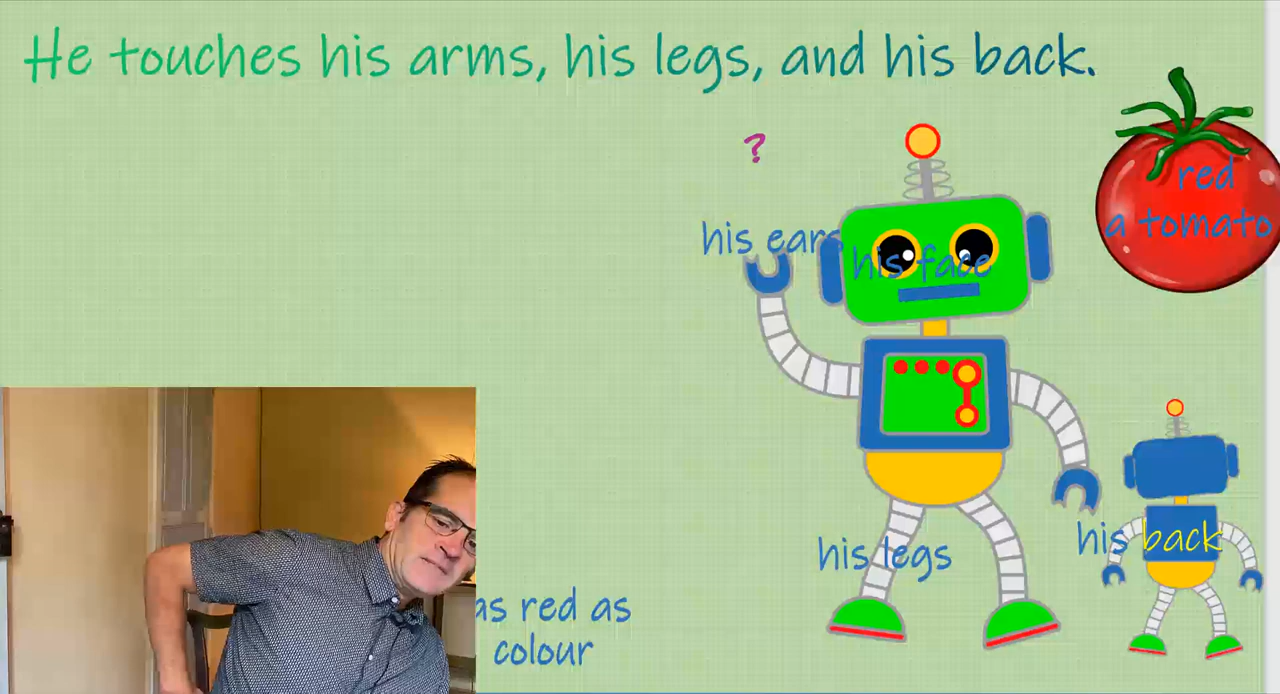 He touches his arms, his legs, and his back.
?
red
a tomato
his ears
his face
his legs
his back
as red as
colour